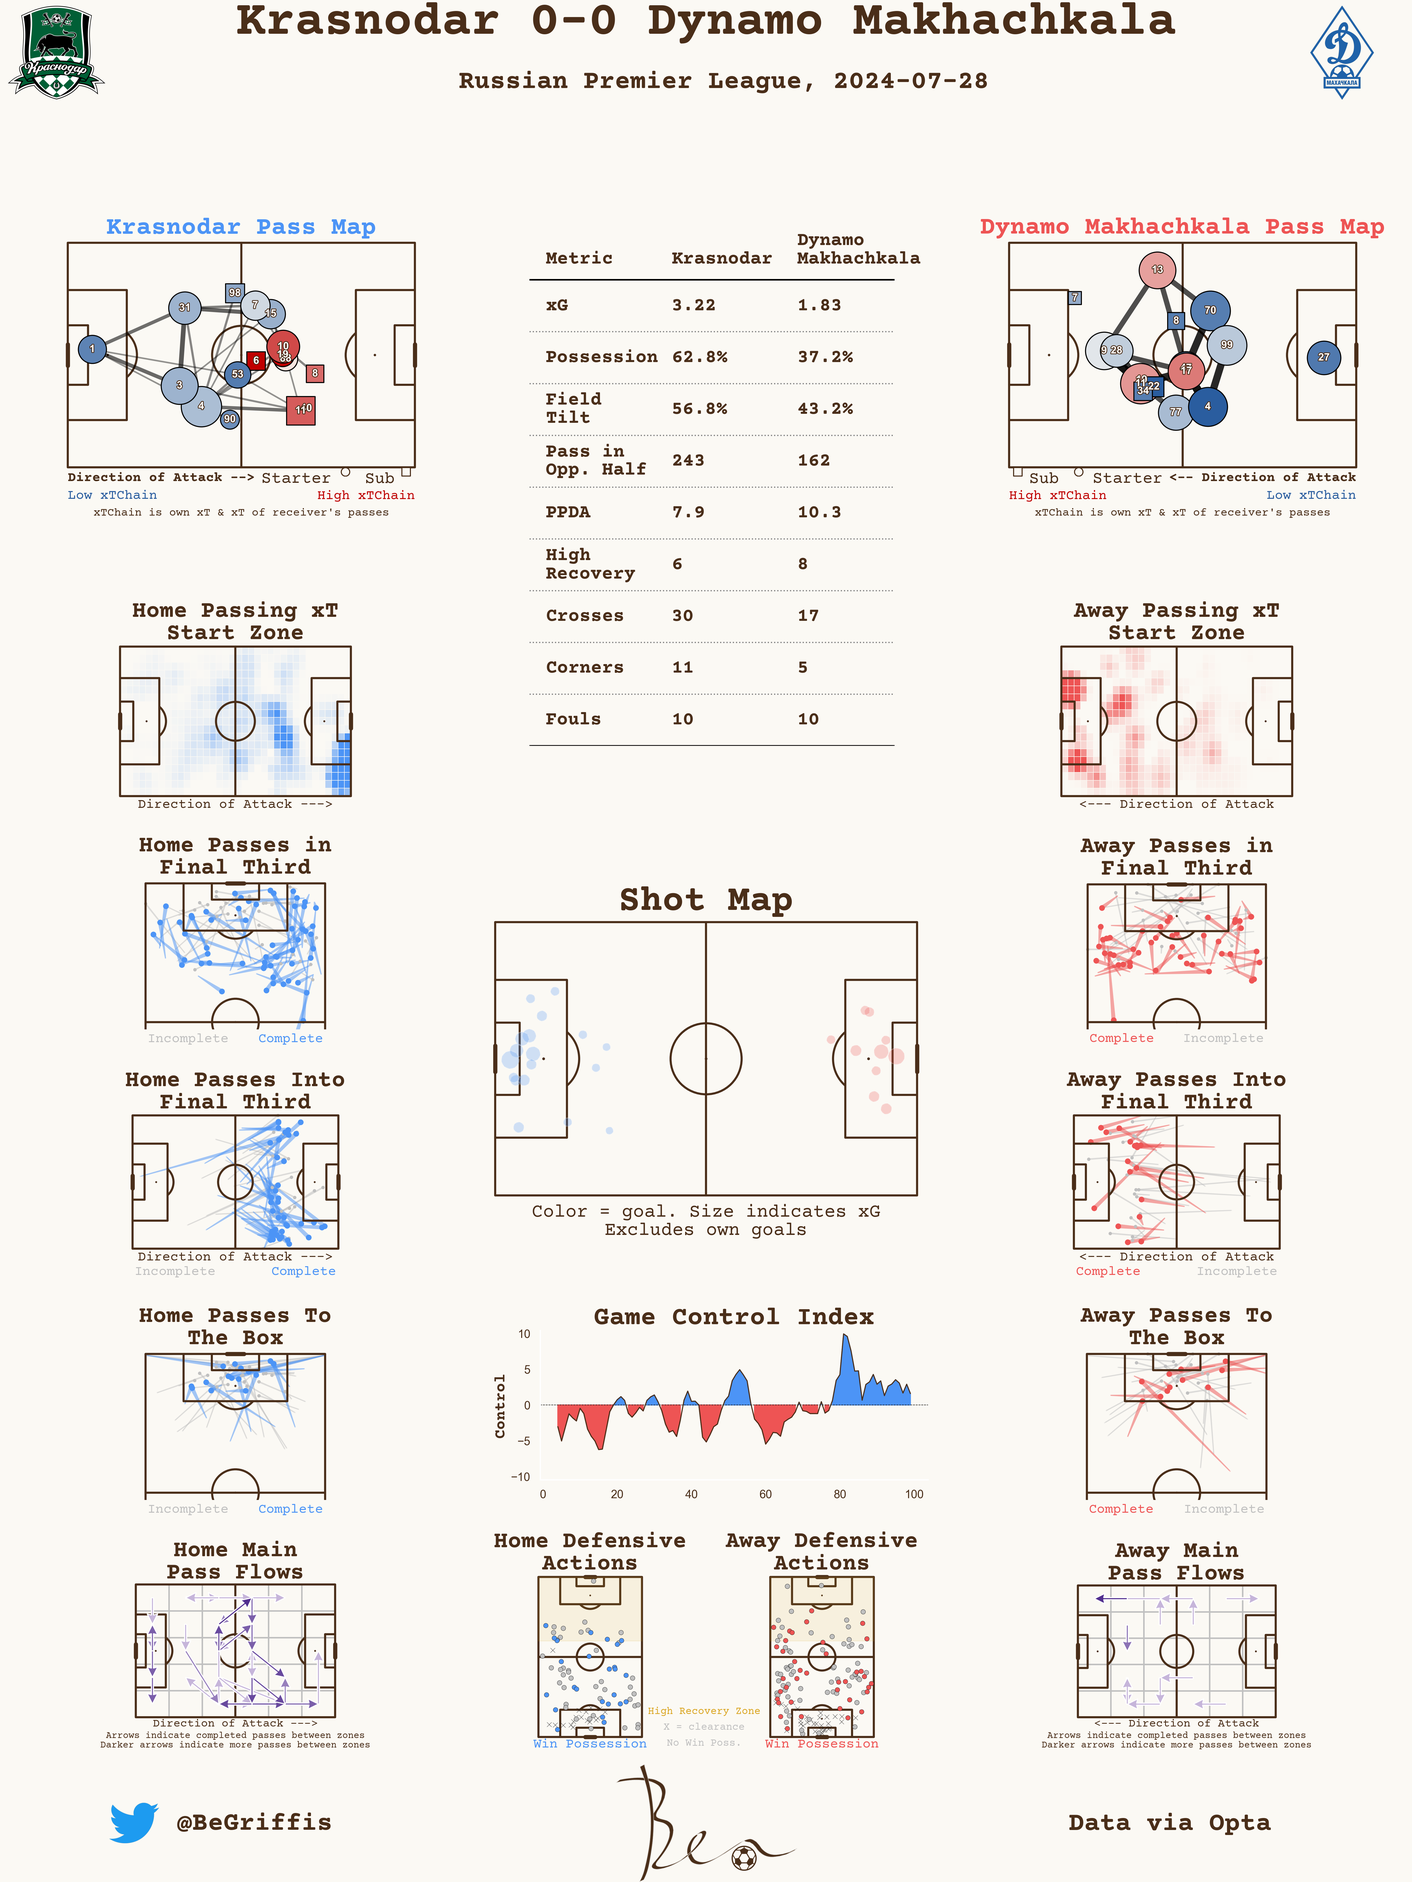 Krasnodar 0-0 Dynamo Makhachkala
Russian Premier League, 2024-07-28
Краснодар
Д
МАХАЧКАЛА
Krasnodar Pass Map
1
31
3
4
98
7
15
10
19
88
6
53
8
11
90
Direction of Attack --> Starter Sub
Low xTChain High xTChain
xTChain is own xT & xT of receiver's passes
Metric Krasnodar Dynamo Makhachkala
xG 3.22 1.83
Possession 62.8% 37.2%
Field Tilt 56.8% 43.2%
Pass in Opp. Half 243 162
PPDA 7.9 10.3
High Recovery 6 8
Crosses 30 17
Corners 11 5
Fouls 10 10
Dynamo Makhachkala Pass Map
7
13
8
70
9
28
99
27
17
11
34
22
77
4
Sub Starter <-- Direction of Attack
High xTChain Low xTChain
xTChain is own xT & xT of receiver's passes
Home Passing xT
Start Zone
Direction of Attack --->
Away Passing xT
Start Zone
<--- Direction of Attack
Home Passes in
Final Third
Incomplete Complete
Away Passes in
Final Third
Complete Incomplete
Shot Map
Color = goal. Size indicates xG
Excludes own goals
Home Passes Into
Final Third
Direction of Attack --->
Incomplete Complete
Away Passes Into
Final Third
<--- Direction of Attack
Complete Incomplete
Home Passes To
The Box
Incomplete Complete
Game Control Index
Control
10
5
0
−5
−10
0 20 40 60 80 100
Away Passes To
The Box
Complete Incomplete
Home Main
Pass Flows
Direction of Attack --->
Arrows indicate completed passes between zones
Darker arrows indicate more passes between zones
Home Defensive
Actions
Win Possession
Away Defensive
Actions
Win Possession
High Recovery Zone
X = clearance
No Win Poss.
Away Main
Pass Flows
<--- Direction of Attack
Arrows indicate completed passes between zones
Darker arrows indicate more passes between zones
@BeGriffis
Ben
Data via Opta